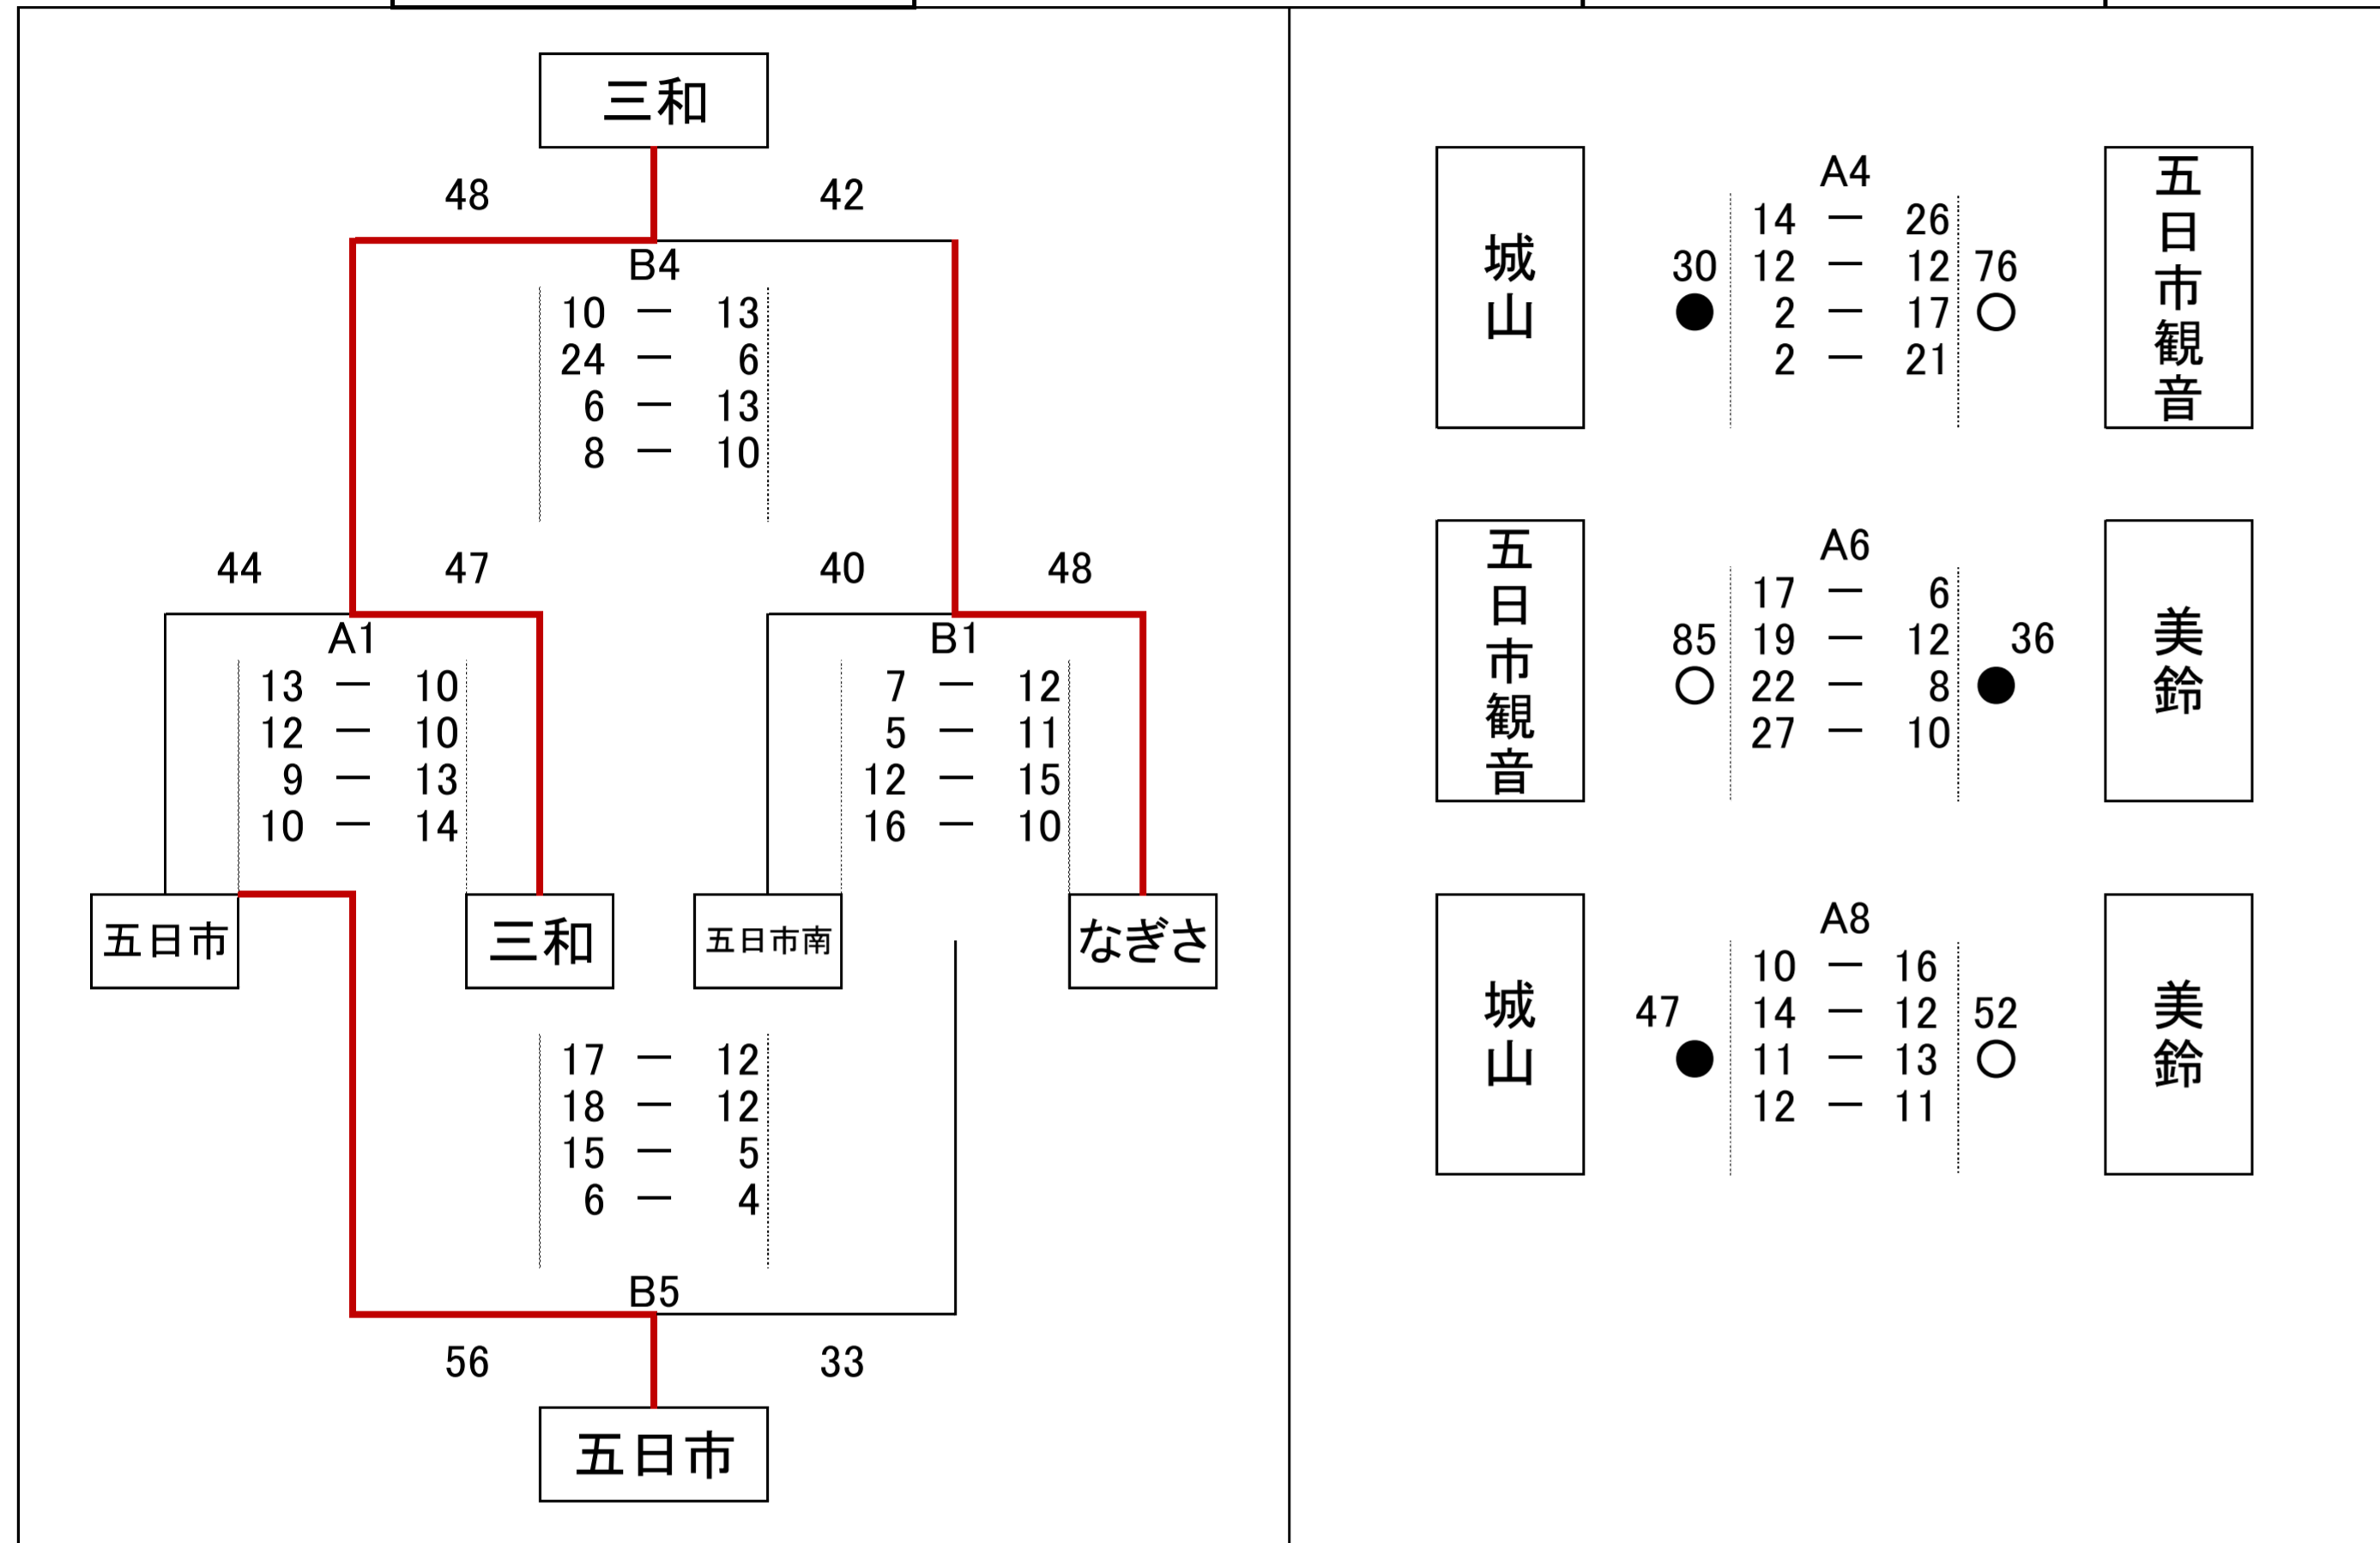 三和
48 42
B4
10 ー 13
24 ー 6
6 ー 13
8 ー 10
44 47
A1
13 ー 10
12 ー 10
9 ー 13
10 ー 14
40 48
B1
7 ー 12
5 ー 11
12 ー 15
16 ー 10
五日市 三和 五日市南 なぎさ
17 ー 12
18 ー 12
15 ー 5
6 ー 4
B5
56 33
五日市
城山
30 ●
A4
14 ー 26
12 ー 12
2 ー 17
2 ー 21
76 ○
五日市観音
五日市観音
85 ○
A6
17 ー 6
19 ー 12
22 ー 8
27 ー 10
36 ●
美鈴
城山
47 ●
A8
10 ー 16
14 ー 12
11 ー 13
12 ー 11
52 ○
美鈴